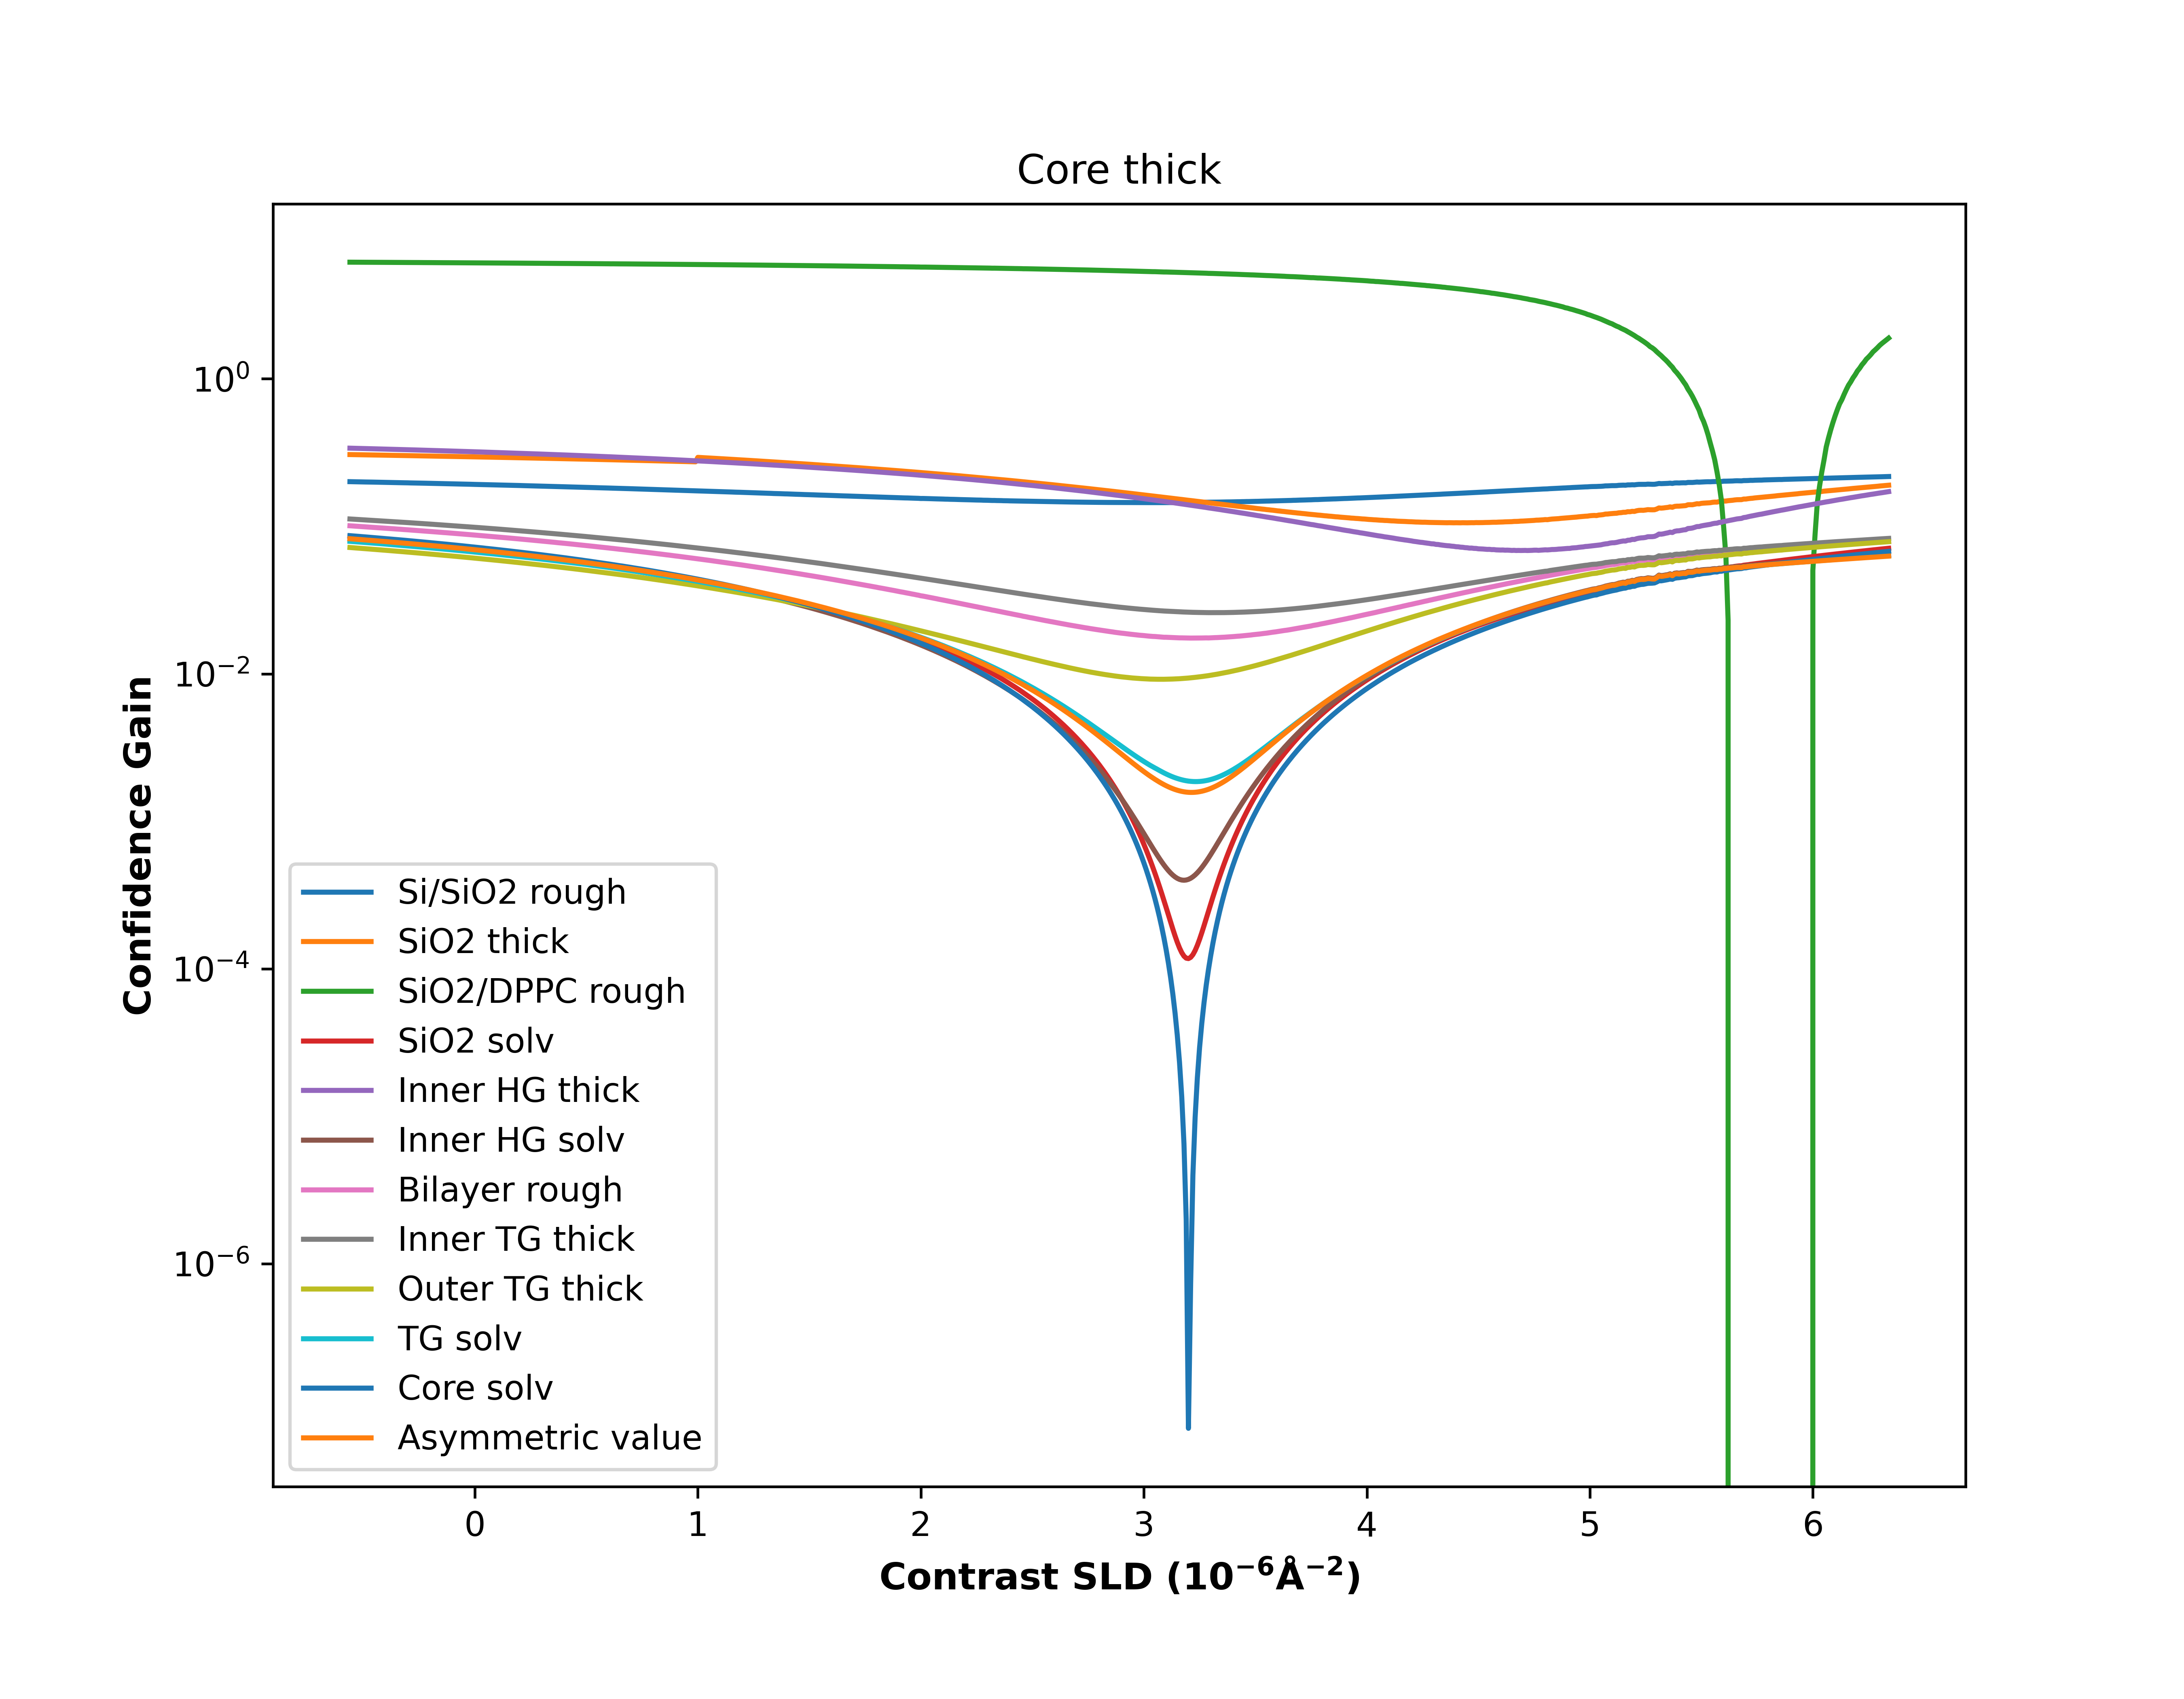 Core thick
10⁰
10⁻²
10⁻⁴
10⁻⁶
Confidence Gain
Si/SiO2 rough
SiO2 thick
SiO2/DPPC rough
SiO2 solv
Inner HG thick
Inner HG solv
Bilayer rough
Inner TG thick
Outer TG thick
TG solv
Core solv
Asymmetric value
0 1 2 3 4 5 6
Contrast SLD (10⁻⁶Å⁻²)